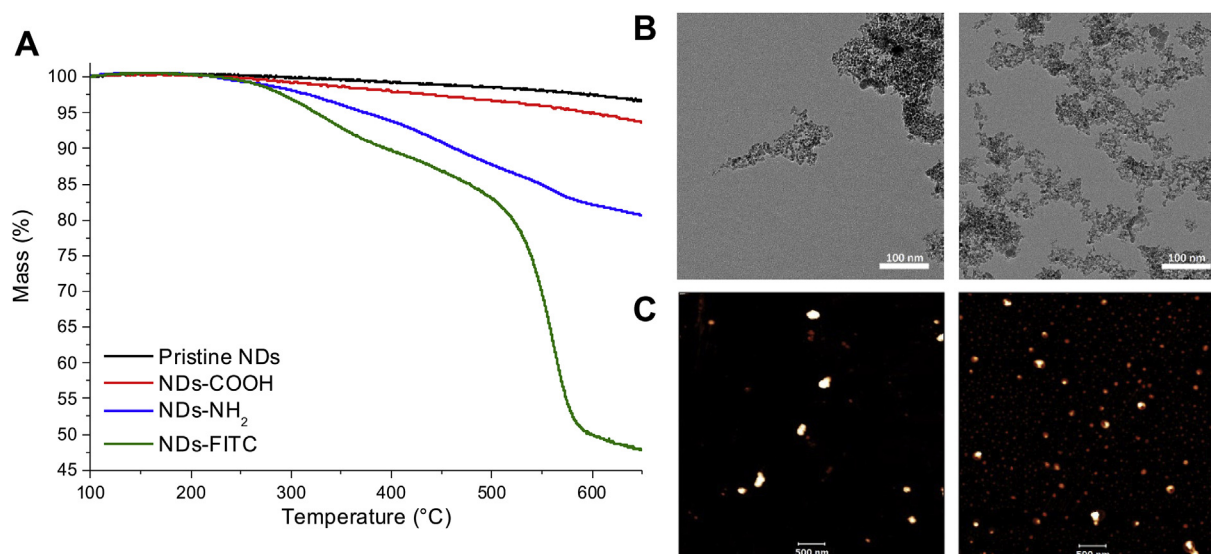 A
Mass (%)
100
95
90
85
80
75
70
65
60
55
50
45
Pristine NDs
NDs-COOH
NDs-NH₂
NDs-FITC
100 200 300 400 500 600
Temperature (°C)
B
100 nm
100 nm
C
500 nm
500 nm